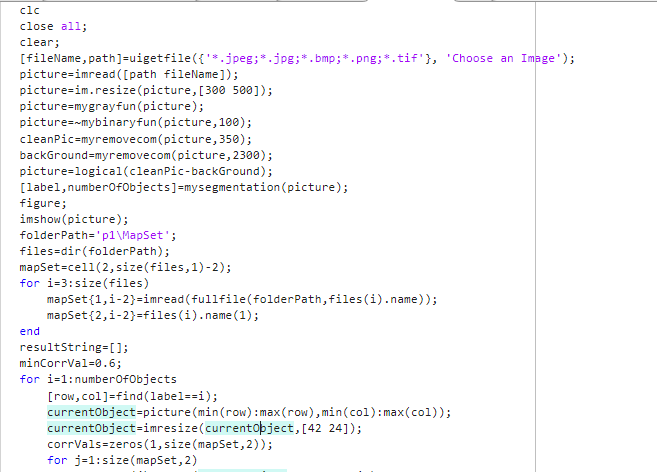 clc
close all;
clear;
[fileName,path]=uigetfile({'*.jpeg;*.jpg;*.bmp;*.png;*.tif'}, 'Choose an Image');
picture=imread([path fileName]);
picture=im.resize(picture,[300 500]);
picture=mygrayfun(picture);
picture=~mybinaryfun(picture,100);
cleanPic=myremovecom(picture,350);
backGround=myremovecom(picture,2300);
picture=logical(cleanPic-backGround);
[label,numberOfObjects]=mysegmentation(picture);
figure;
imshow(picture);
folderPath='p1\MapSet';
files=dir(folderPath);
mapSet=cell(2,size(files,1)-2);
for i=3:size(files)
    mapSet{1,i-2}=imread(fullfile(folderPath,files(i).name));
    mapSet{2,i-2}=files(i).name(1);
end
resultString=[];
minCorrVal=0.6;
for i=1:numberOfObjects
    [row,col]=find(label==i);
    currentObject=picture(min(row):max(row),min(col):max(col));
    currentObject=imresize(currentObject,[42 24]);
    corrVals=zeros(1,size(mapSet,2));
    for j=1:size(mapSet,2)